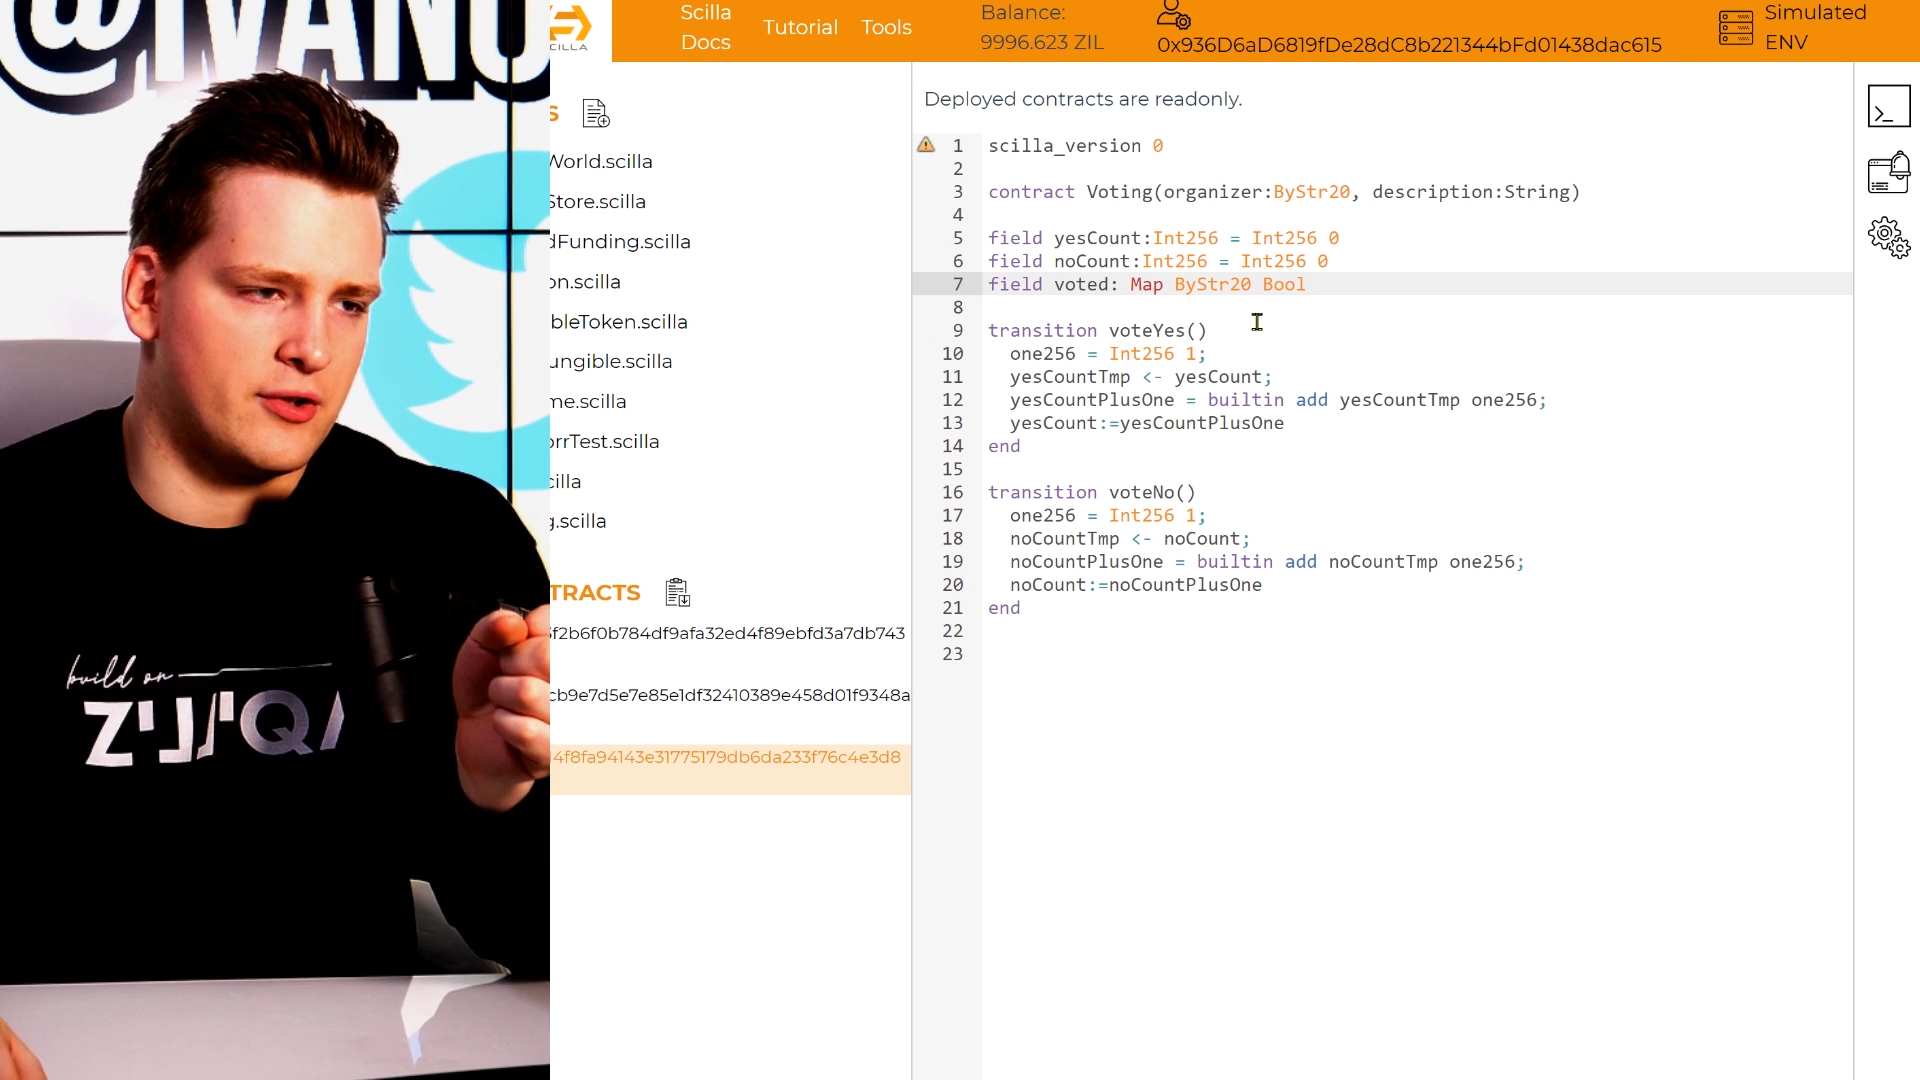 @IVANO
CILLA
Scilla
Docs
Tutorial
Tools
Balance:
9996.623 ZIL
0x936D6aD6819fDe28dC8b221344bFd01438dac615
Simulated
ENV
S
World.scilla
Store.scilla
dFunding.scilla
on.scilla
bleToken.scilla
ungible.scilla
me.scilla
orrTest.scilla
cilla
g.scilla
TRACTS
f2b6f0b784df9afa32ed4f89ebfd3a7db743
cb9e7d5e7e85e1df32410389e458d01f9348a
4f8fa94143e31775179db6da233f76c4e3d8
Deployed contracts are readonly.
1 scilla_version 0
2
3 contract Voting(organizer:ByStr20, description:String)
4
5 field yesCount:Int256 = Int256 0
6 field noCount:Int256 = Int256 0
7 field voted: Map ByStr20 Bool
8
9 transition voteYes()
10 one256 = Int256 1;
11 yesCountTmp <- yesCount;
12 yesCountPlusOne = builtin add yesCountTmp one256;
13 yesCount:=yesCountPlusOne
14 end
15
16 transition voteNo()
17 one256 = Int256 1;
18 noCountTmp <- noCount;
19 noCountPlusOne = builtin add noCountTmp one256;
20 noCount:=noCountPlusOne
21 end
22
23
build on
ZILLIQA